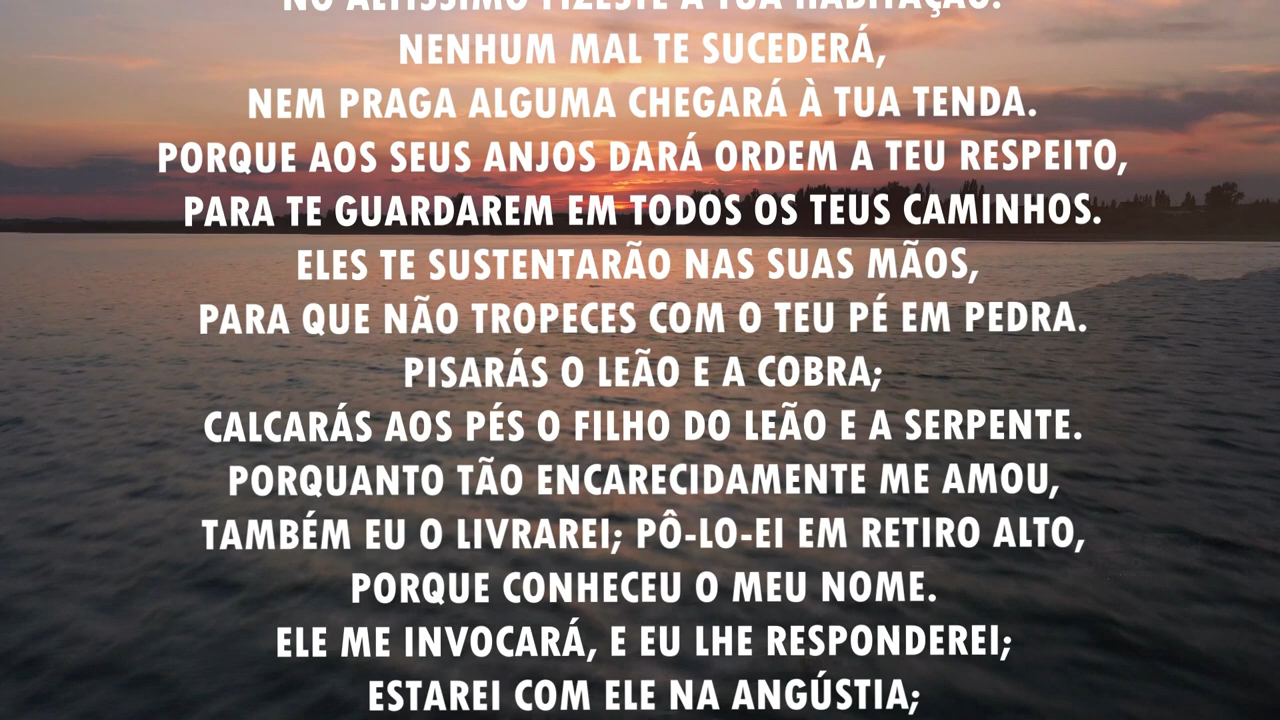 NO ALTÍSSIMO FIZESTE A TUA HABITAÇÃO.
NENHUM MAL TE SUCEDERÁ,
NEM PRAGA ALGUMA CHEGARÁ À TUA TENDA.
PORQUE AOS SEUS ANJOS DARÁ ORDEM A TEU RESPEITO,
PARA TE GUARDAREM EM TODOS OS TEUS CAMINHOS.
ELES TE SUSTENTARÃO NAS SUAS MÃOS,
PARA QUE NÃO TROPECES COM O TEU PÉ EM PEDRA.
PISARÁS O LEÃO E A COBRA;
CALCARÁS AOS PÉS O FILHO DO LEÃO E A SERPENTE.
PORQUANTO TÃO ENCARECIDAMENTE ME AMOU,
TAMBÉM EU O LIVRAREI; PÔ-LO-EI EM RETIRO ALTO,
PORQUE CONHECEU O MEU NOME.
ELE ME INVOCARÁ, E EU LHE RESPONDEREI;
ESTAREI COM ELE NA ANGÚSTIA;